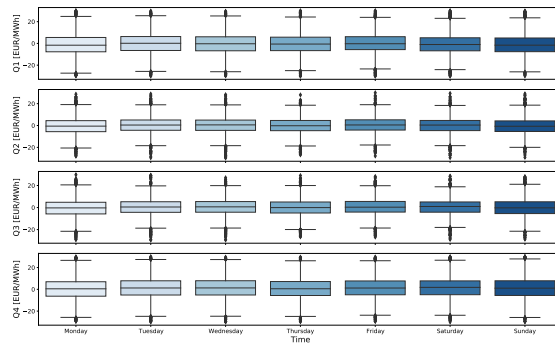 Q1 [EUR/MWh]
20
0
−20
Q2 [EUR/MWh]
20
0
−20
Q3 [EUR/MWh]
20
0
−20
Q4 [EUR/MWh]
20
0
−20
Monday Tuesday Wednesday Thursday Friday Saturday Sunday
Time